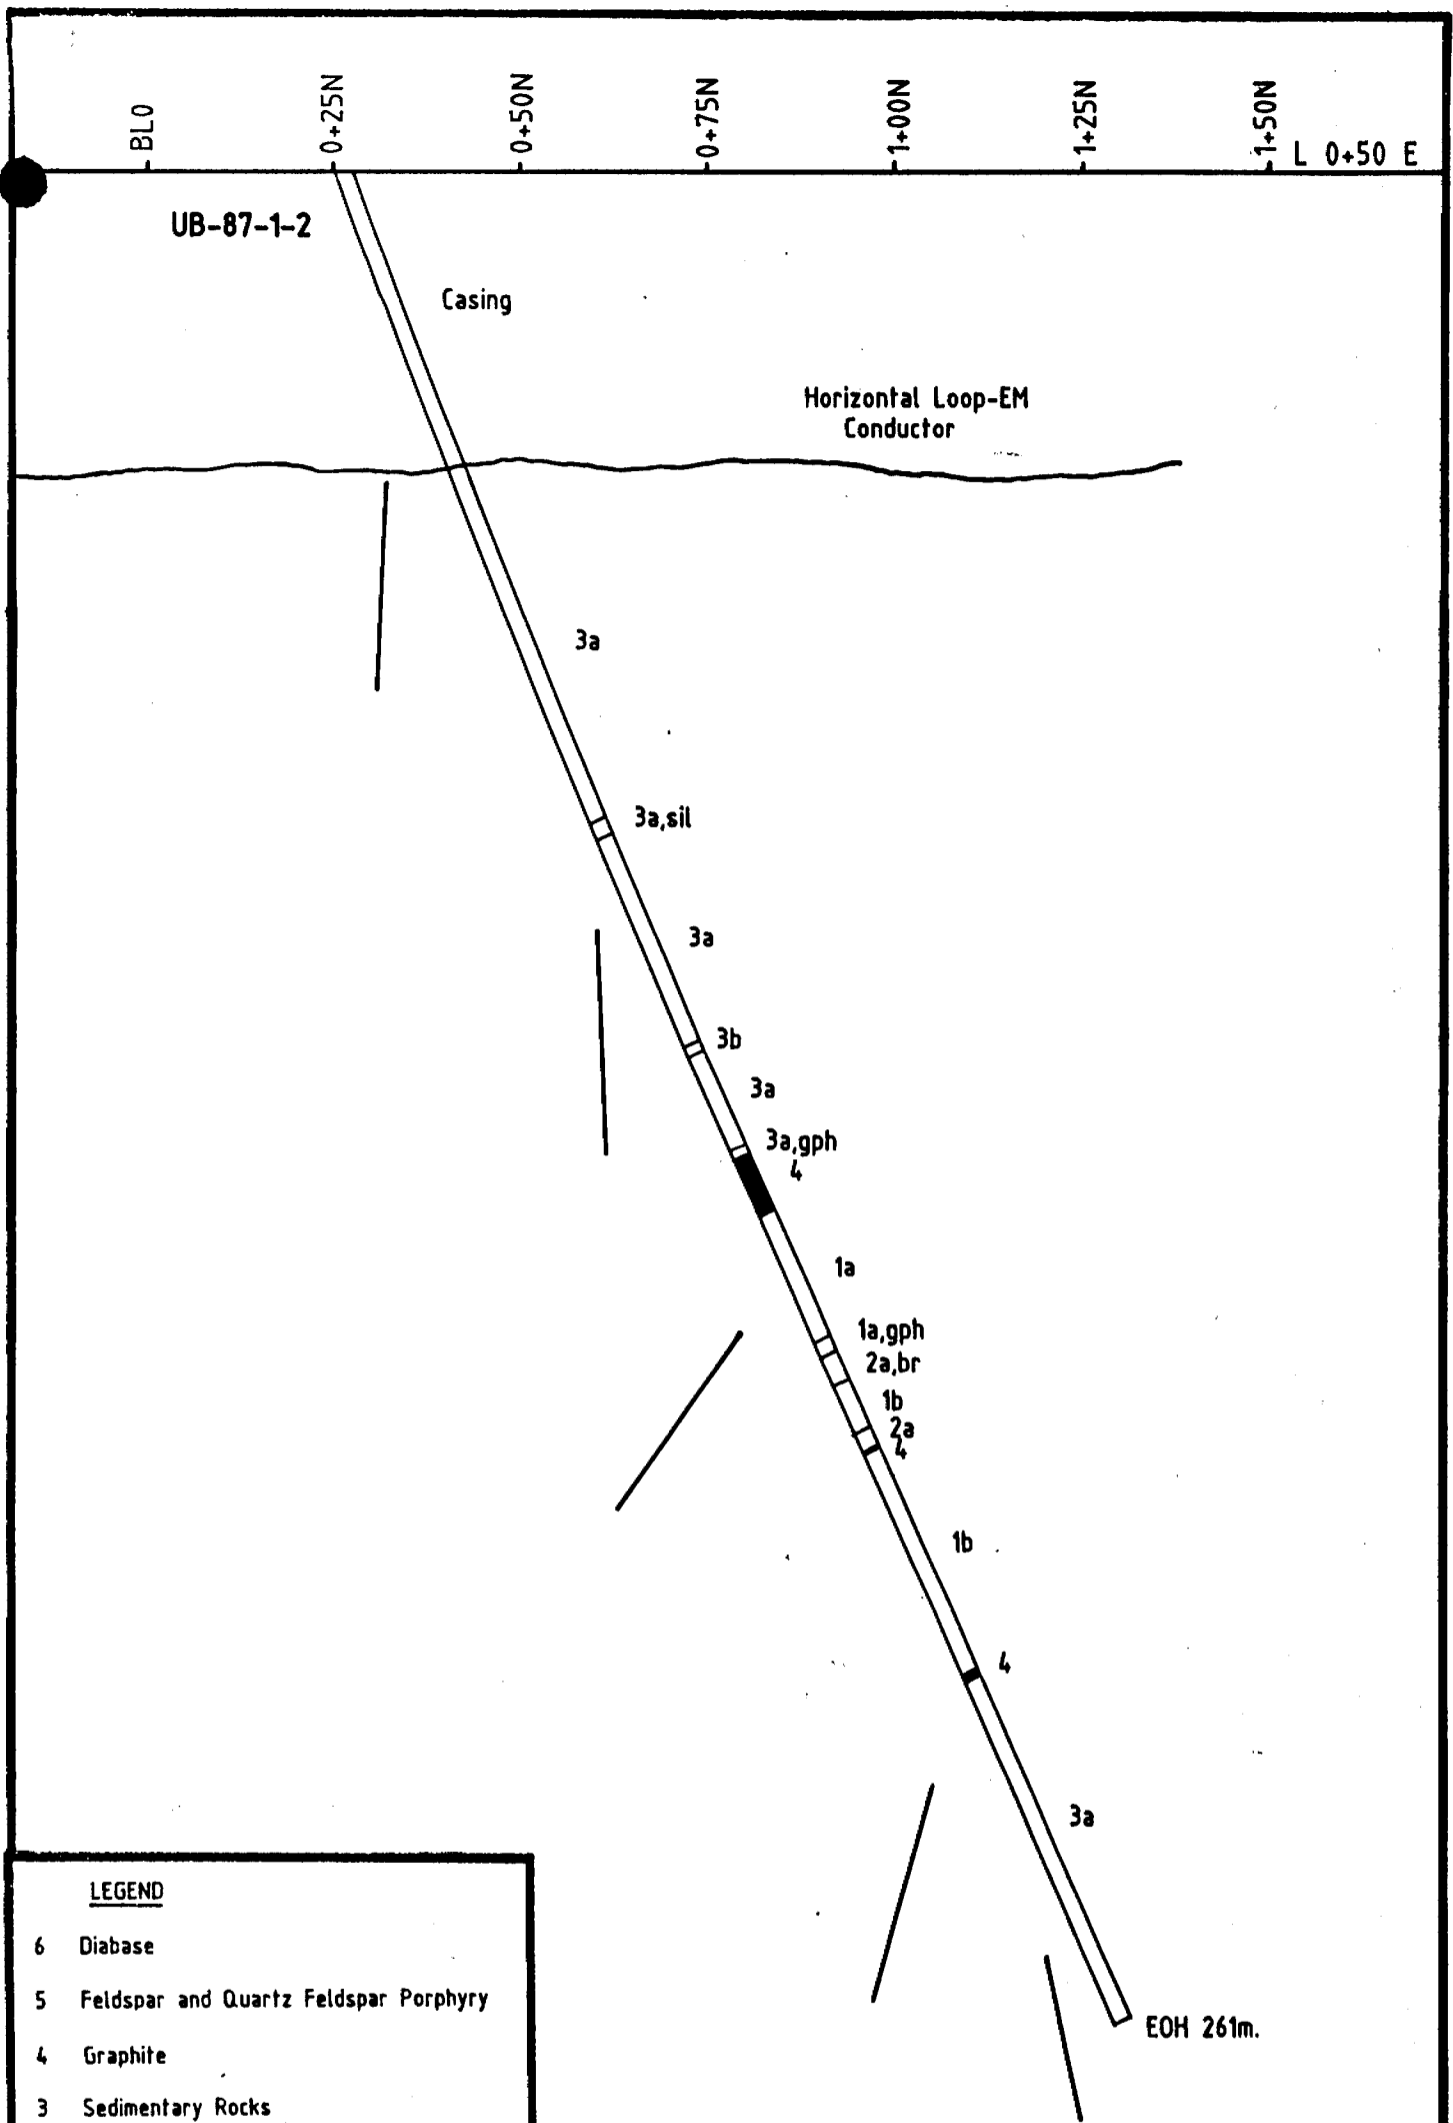 BL0
0+25N
0+50N
0+75N
1+00N
1+25N
1+50N
L 0+50 E
UB-87-1-2
Casing
Horizontal Loop-EM
Conductor
3a
3a,sil
3a
3b
3a
3a,gph
4
1a
1a,gph
2a,br
1b
2a
4
1b
4
3a
EOH 261m.
LEGEND
6 Diabase
5 Feldspar and Quartz Feldspar Porphyry
4 Graphite
3 Sedimentary Rocks